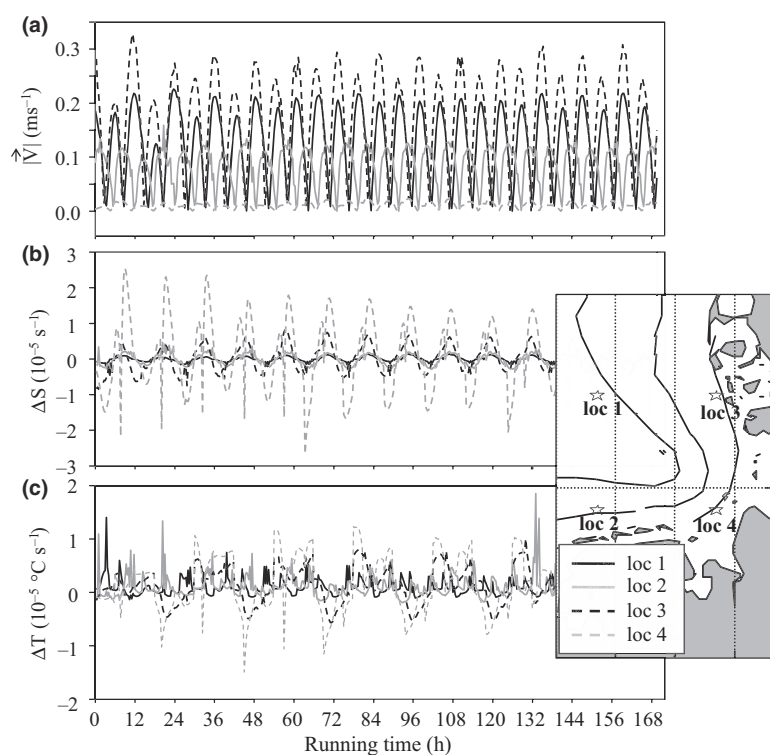 (a)
0.3
0.2
0.1
0.0
|V⃗| (ms⁻¹)
(b)
3
2
1
0
−1
−2
−3
ΔS (10⁻⁵ s⁻¹)
(c)
2
1
0
−1
−2
ΔT (10⁻⁵ °C s⁻¹)
0 12 24 36 48 60 72 84 96 108 120 132 144 156 168
Running time (h)
loc 1
loc 3
loc 2
loc 4
loc 1
loc 2
loc 3
loc 4